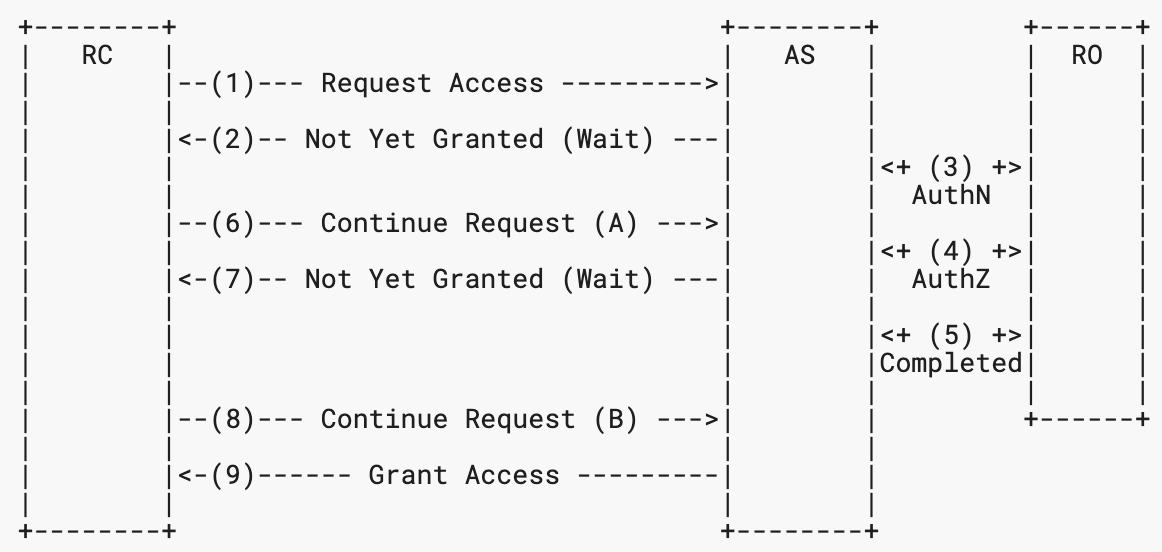 +--------+                                  +--------+         +------+
|   RC   |                                  |   AS   |         |  RO  |
|        |--(1)--- Request Access --------->|        |         |      |
|        |                                  |        |         |      |
|        |<-(2)-- Not Yet Granted (Wait) ---|        |         |      |
|        |                                  |        |<+ (3) +>|      |
|        |                                  |        |  AuthN  |      |
|        |--(6)--- Continue Request (A) --->|        |         |      |
|        |                                  |        |<+ (4) +>|      |
|        |<-(7)-- Not Yet Granted (Wait) ---|        |  AuthZ  |      |
|        |                                  |        |         |      |
|        |                                  |        |<+ (5) +>|      |
|        |                                  |        |Completed|      |
|        |                                  |        |         |      |
|        |--(8)--- Continue Request (B) --->|        |         +------+
|        |                                  |        |
|        |<-(9)------ Grant Access ---------|        |
|        |                                  |        |
+--------+                                  +--------+